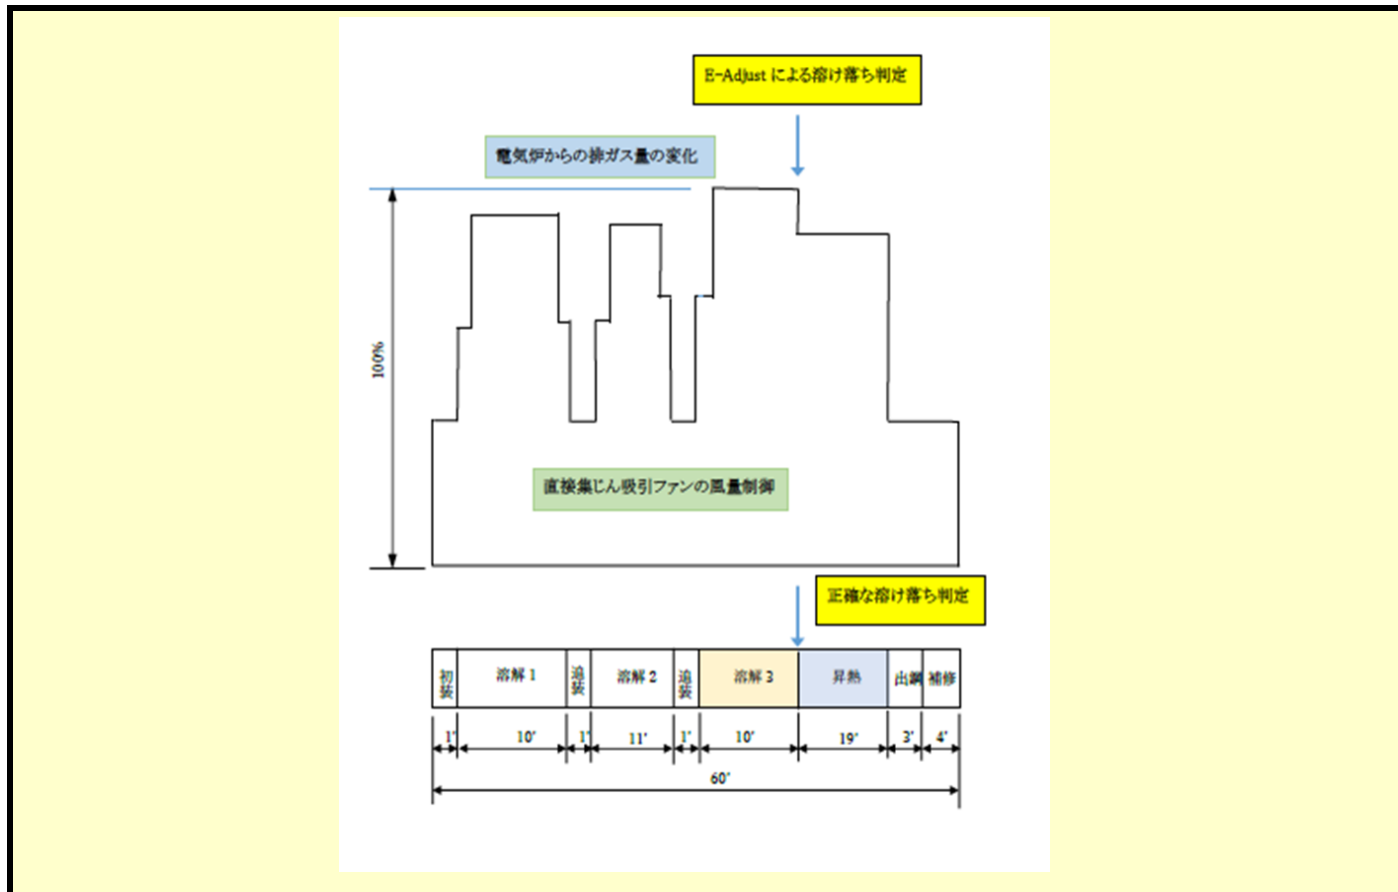 E-Adjust による溶け落ち判定
電気炉からの排ガス量の変化
100%
直接集じん吸引ファンの風量制御
正確な溶け落ち判定
初装
溶解 1
追装
溶解 2
追装
溶解 3
昇熱
出鋼
補修
1'
10'
1'
11'
1'
10'
19'
3'
4'
60'